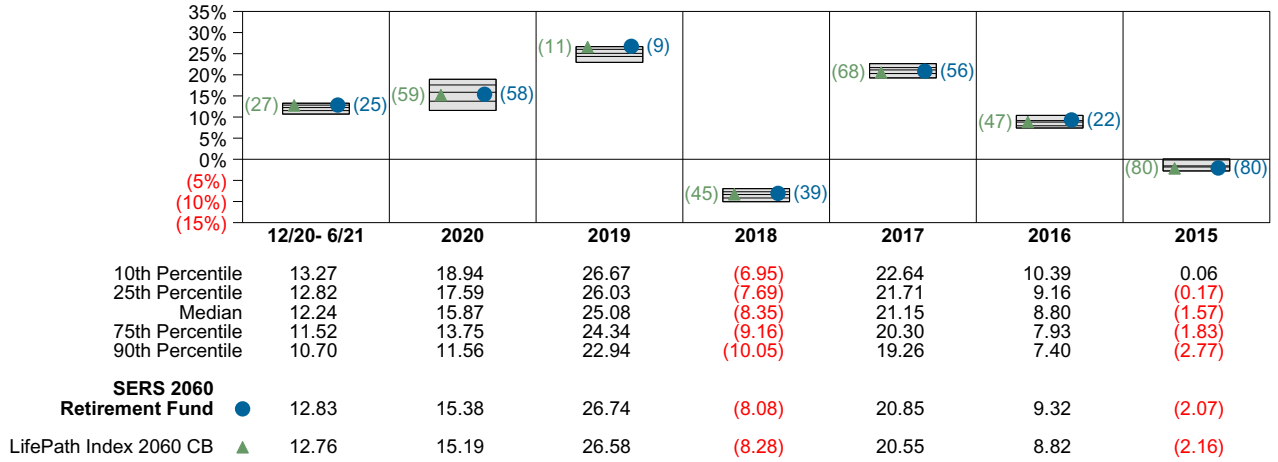 35%
30%
25%
20%
15%
10%
5%
0%
(5%)
(10%)
(15%)
(27) (25)
(59) (58)
(11) (9)
(45) (39)
(68) (56)
(47) (22)
(80) (80)
12/20- 6/21 2020 2019 2018 2017 2016 2015
10th Percentile 13.27 18.94 26.67 (6.95) 22.64 10.39 0.06
25th Percentile 12.82 17.59 26.03 (7.69) 21.71 9.16 (0.17)
Median 12.24 15.87 25.08 (8.35) 21.15 8.80 (1.57)
75th Percentile 11.52 13.75 24.34 (9.16) 20.30 7.93 (1.83)
90th Percentile 10.70 11.56 22.94 (10.05) 19.26 7.40 (2.77)
SERS 2060
Retirement Fund 12.83 15.38 26.74 (8.08) 20.85 9.32 (2.07)
LifePath Index 2060 CB 12.76 15.19 26.58 (8.28) 20.55 8.82 (2.16)